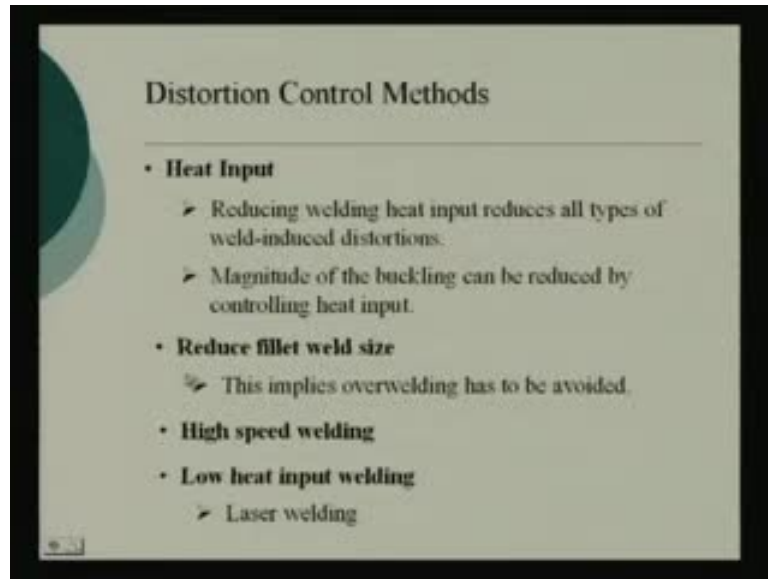 Distortion Control Methods
• Heat Input
➢ Reducing welding heat input reduces all types of
weld-induced distortions.
➢ Magnitude of the buckling can be reduced by
controlling heat input.
• Reduce fillet weld size
➢ This implies overwelding has to be avoided.
• High speed welding
• Low heat input welding
➢ Laser welding